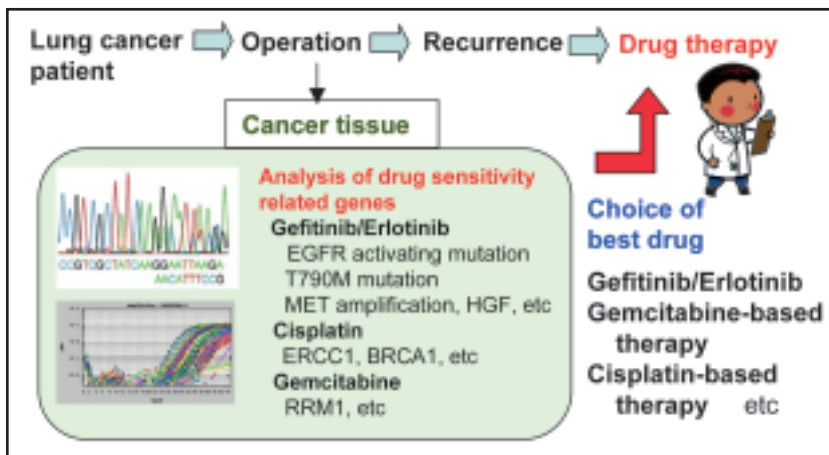 Lung cancer patient
Operation
Recurrence
Drug therapy
Cancer tissue
Analysis of drug sensitivity
related genes
Gefitinib/Erlotinib
EGFR activating mutation
T790M mutation
MET amplification, HGF, etc
Cisplatin
ERCC1, BRCA1, etc
Gemcitabine
RRM1, etc
CCGTCGCTATCAAGGAATTAAGA
AACATTTCCG
Choice of
best drug
Gefitinib/Erlotinib
Gemcitabine-based
therapy
Cisplatin-based
therapy etc